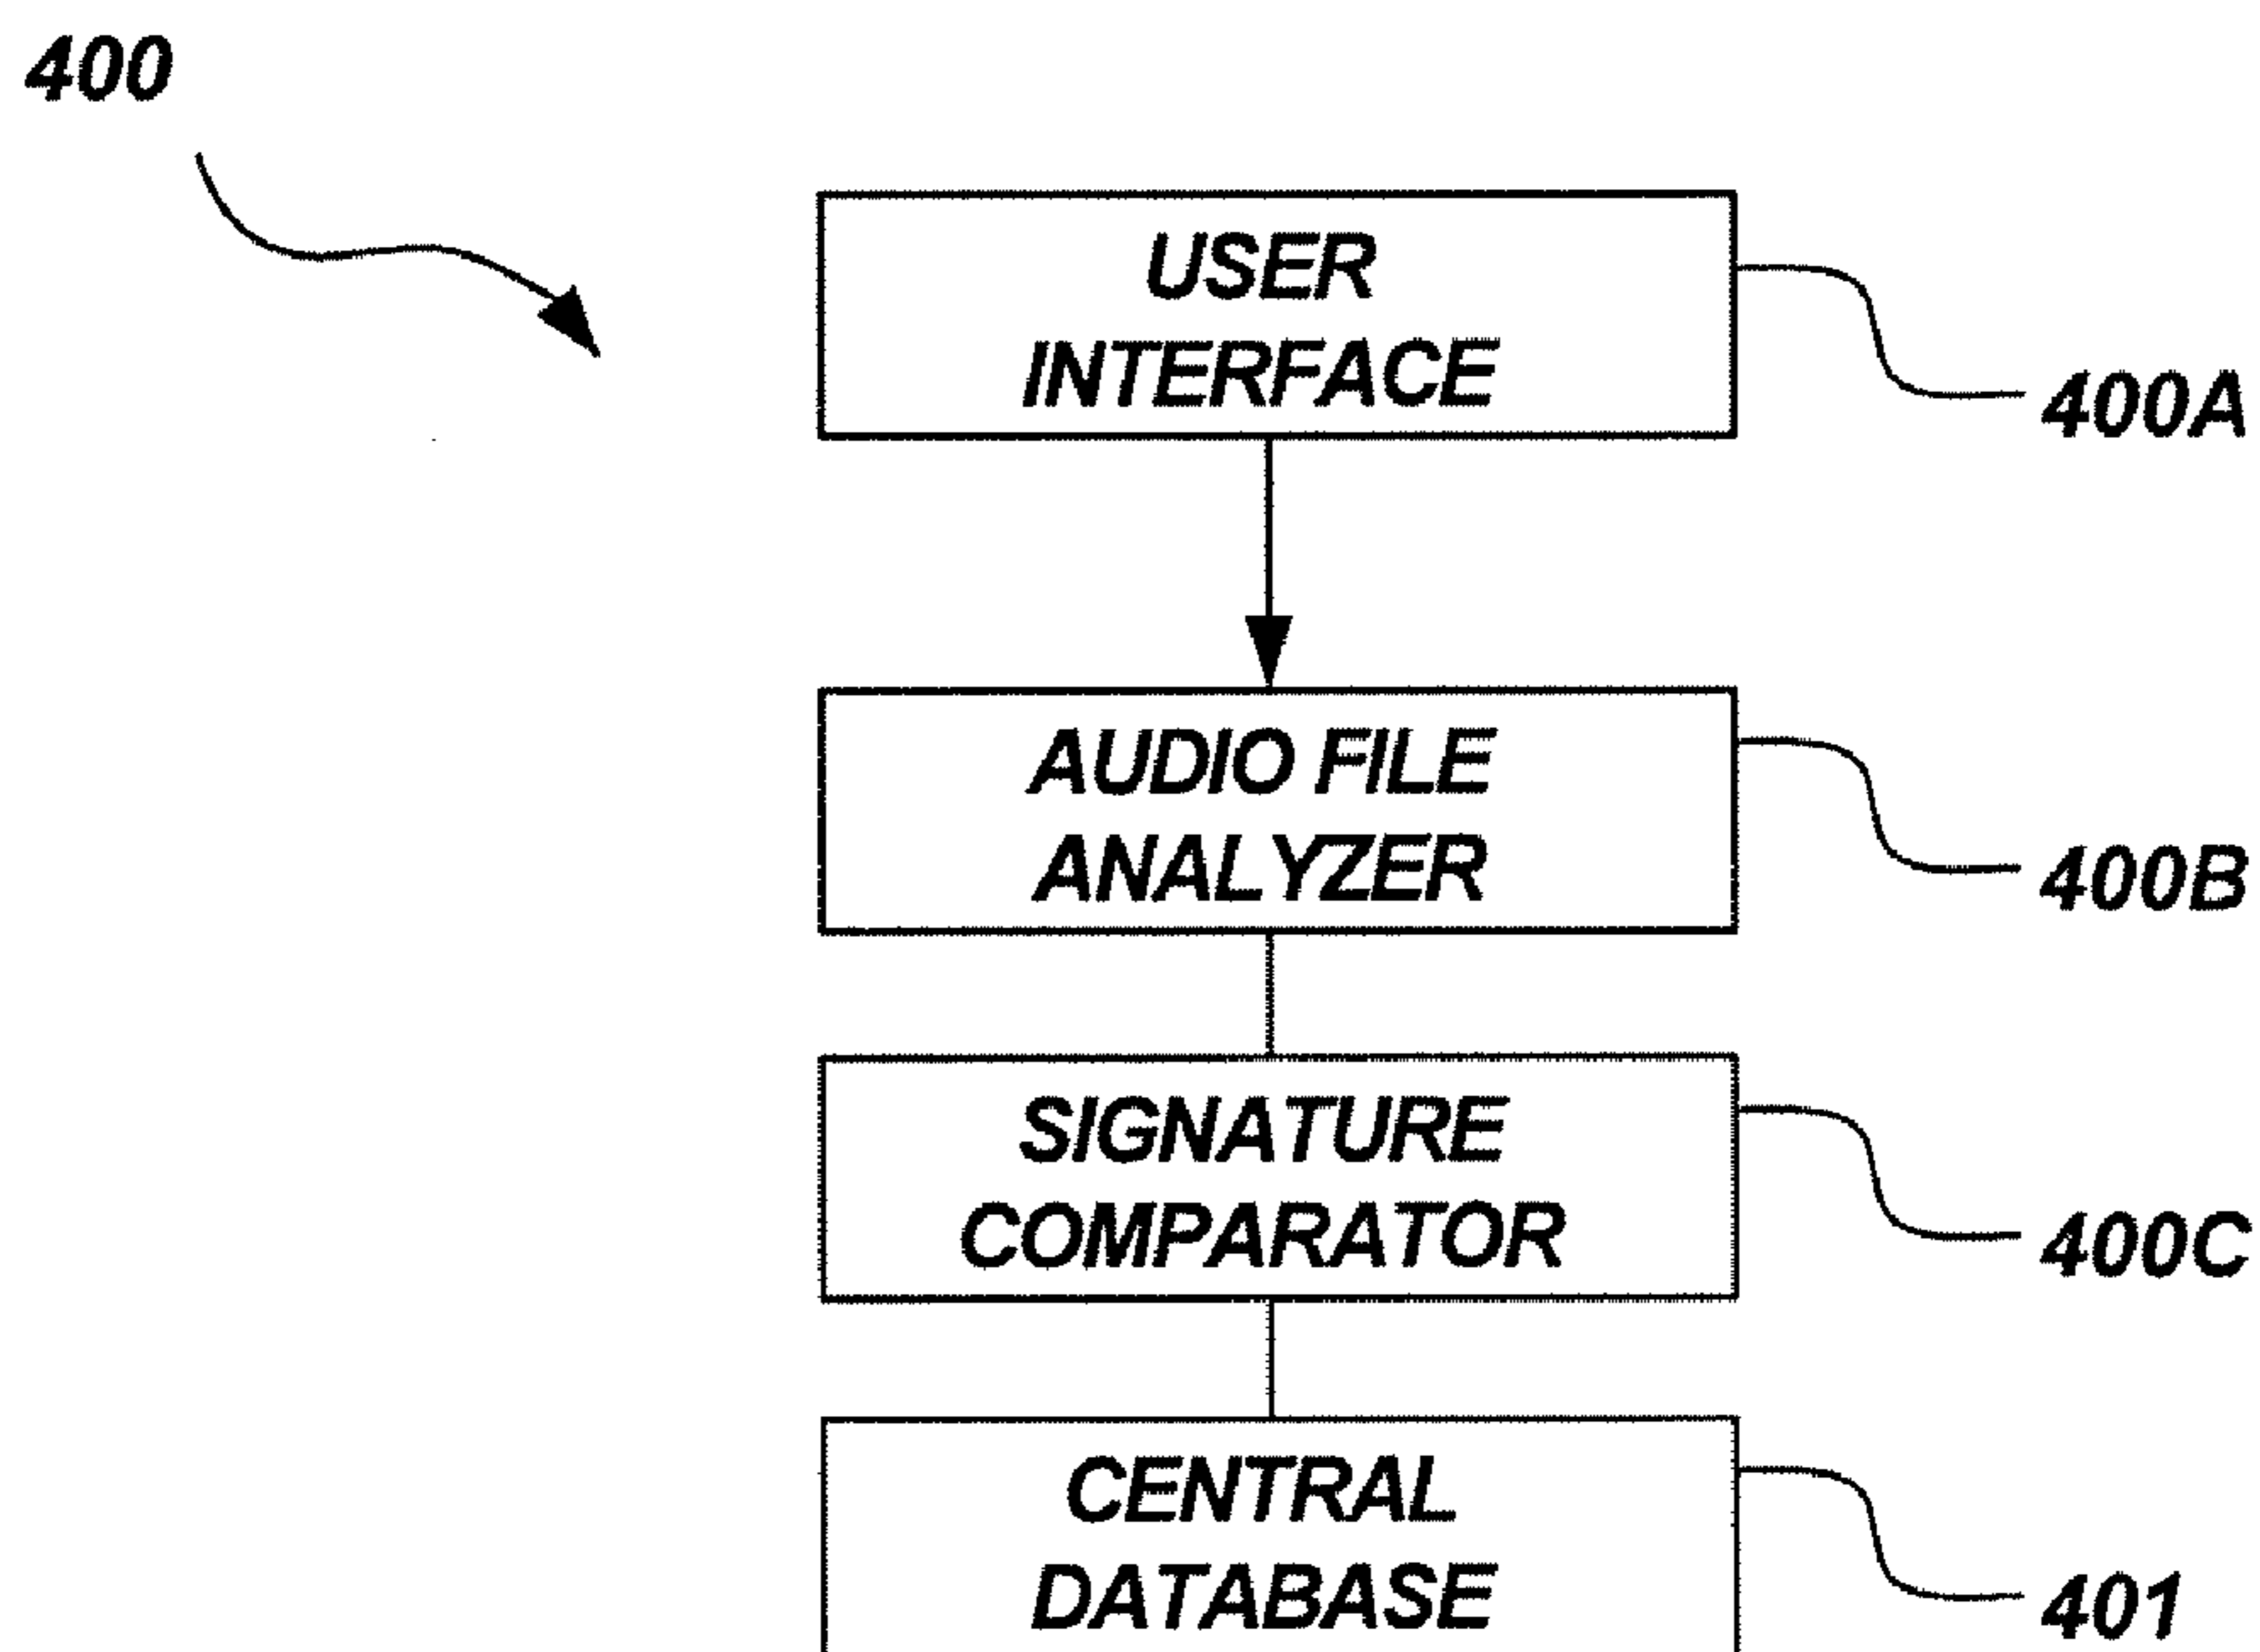 400
USER
INTERFACE
400A
AUDIO FILE
ANALYZER
400B
SIGNATURE
COMPARATOR
400C
CENTRAL
DATABASE
401